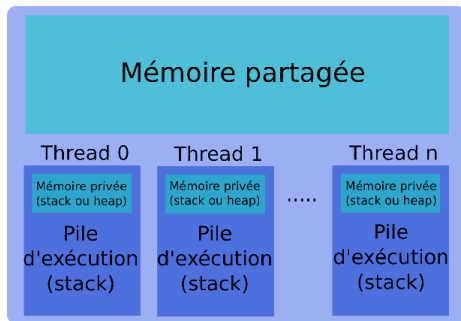 Mémoire partagée
Thread 0
Thread 1
Thread n
Mémoire privée
(stack ou heap)
Pile
d'exécution
(stack)
Mémoire privée
(stack ou heap)
Pile
d'exécution
(stack)
.....
Mémoire privée
(stack ou heap)
Pile
d'exécution
(stack)